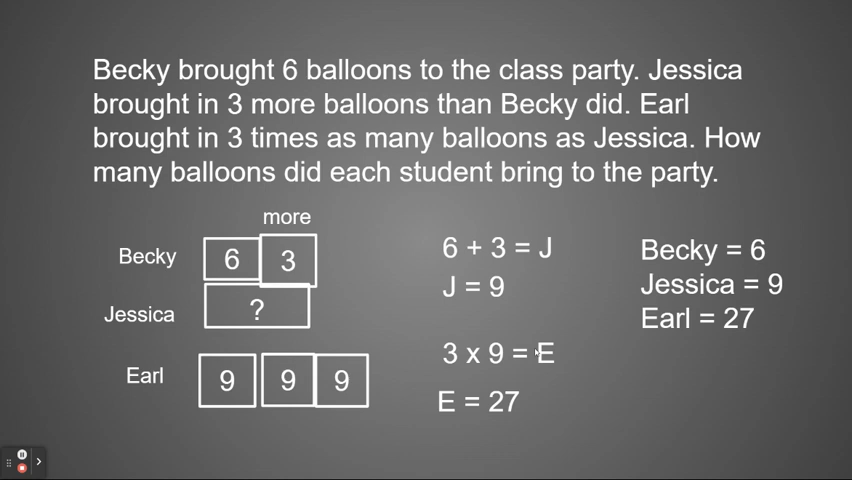 Becky brought 6 balloons to the class party. Jessica
brought in 3 more balloons than Becky did. Earl
brought in 3 times as many balloons as Jessica. How
many balloons did each student bring to the party.
more
Becky 6 3
Jessica ?
Earl 9 9 9
6 + 3 = J
J = 9
3 x 9 = E
E = 27
Becky = 6
Jessica = 9
Earl = 27